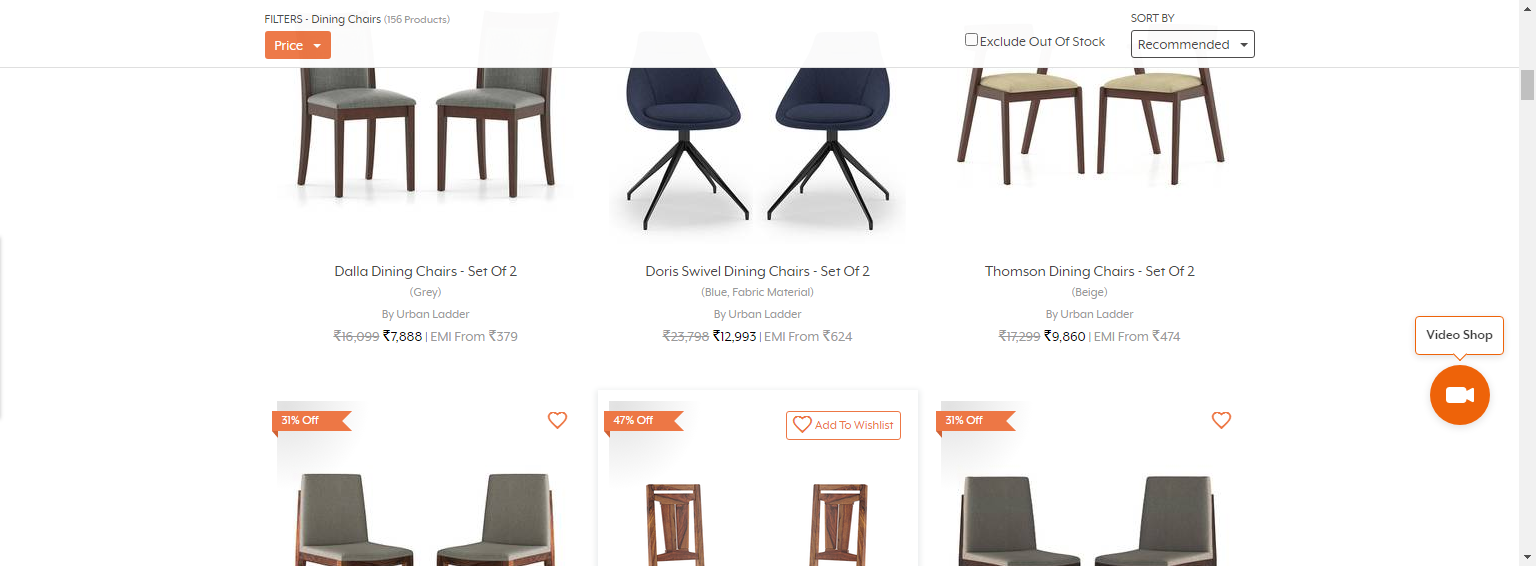 FILTERS - Dining Chairs (156 Products)
Price
Exclude Out Of Stock
SORT BY
Recommended
Dalla Dining Chairs - Set Of 2
(Grey)
By Urban Ladder
₹16,099 ₹7,888 | EMI From ₹379
Doris Swivel Dining Chairs - Set Of 2
(Blue, Fabric Material)
By Urban Ladder
₹23,798 ₹12,993 | EMI From ₹624
Thomson Dining Chairs - Set Of 2
(Beige)
By Urban Ladder
₹17,299 ₹9,860 | EMI From ₹474
Video Shop
31% Off
47% Off
Add To Wishlist
31% Off